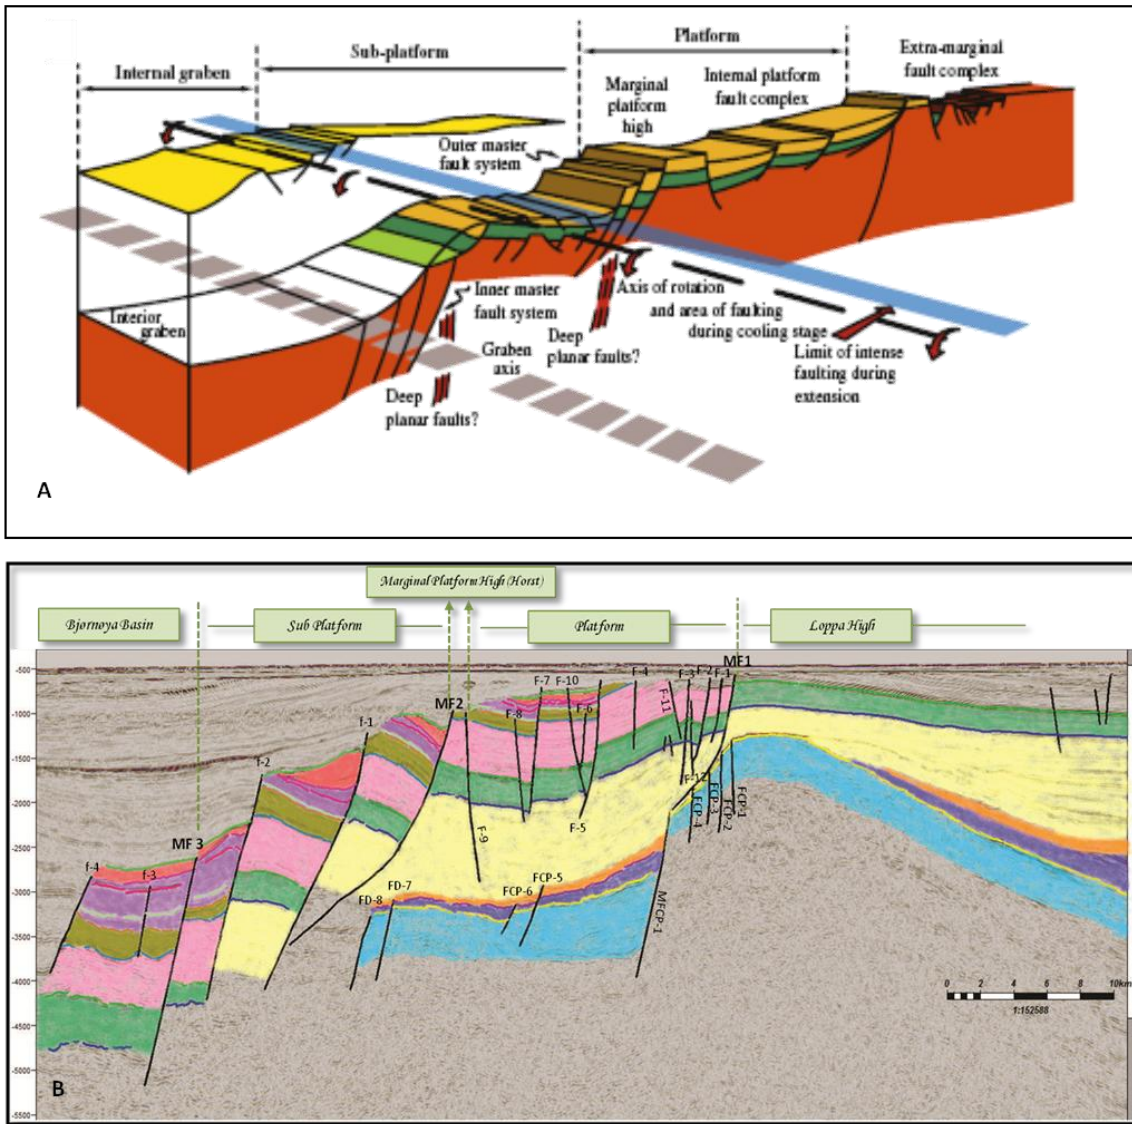 Internal graben
Sub-platform
Platform
Extra-marginal
fault complex
Marginal
platform
high
Internal platform
fault complex
Outer master
fault system
Interior
graben
Inner master
fault system
Axis of rotation
and area of faulting
during cooling stage
Deep
planar faults?
Graben
axis
Deep
planar faults?
Limit of intense
faulting during
extension
A
Marginal Platform High (Horst)
Bjørnøya Basin
Sub Platform
Platform
Loppa High
-500
-1000
-1500
-2000
-2500
-3000
-3500
-4000
-4500
-5000
-5500
MF1
MF2
MF 3
F-7
F-10
F-4
F-3
F-2
F-1
F-11
F-8
F-6
F-5
F-9
f-1
f-2
f-3
f-4
FCP-1
FCP-2
FCP-3
FCP-4
FCP-5
FCP-6
FD-7
FD-8
MFCP-1
0 2 4 6 8 10km
1:152588
B